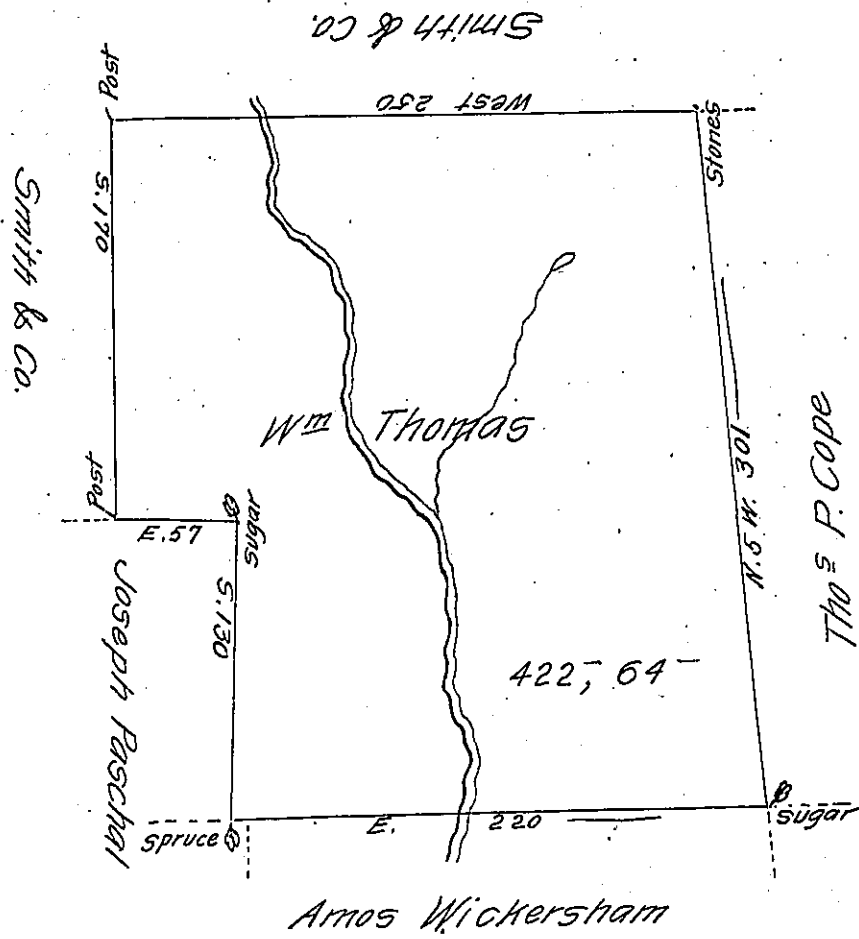 Smith & Co.
Post
West 250
Stones
S. 170
Smith & Co.
Wm Thomas
N. 5 W. 301
Thos P. Cope
Post
E. 57
Sugar
S. 130
Joseph Paschal
422, 64
Spruce
E. 220
Sugar
Amos Wickersham